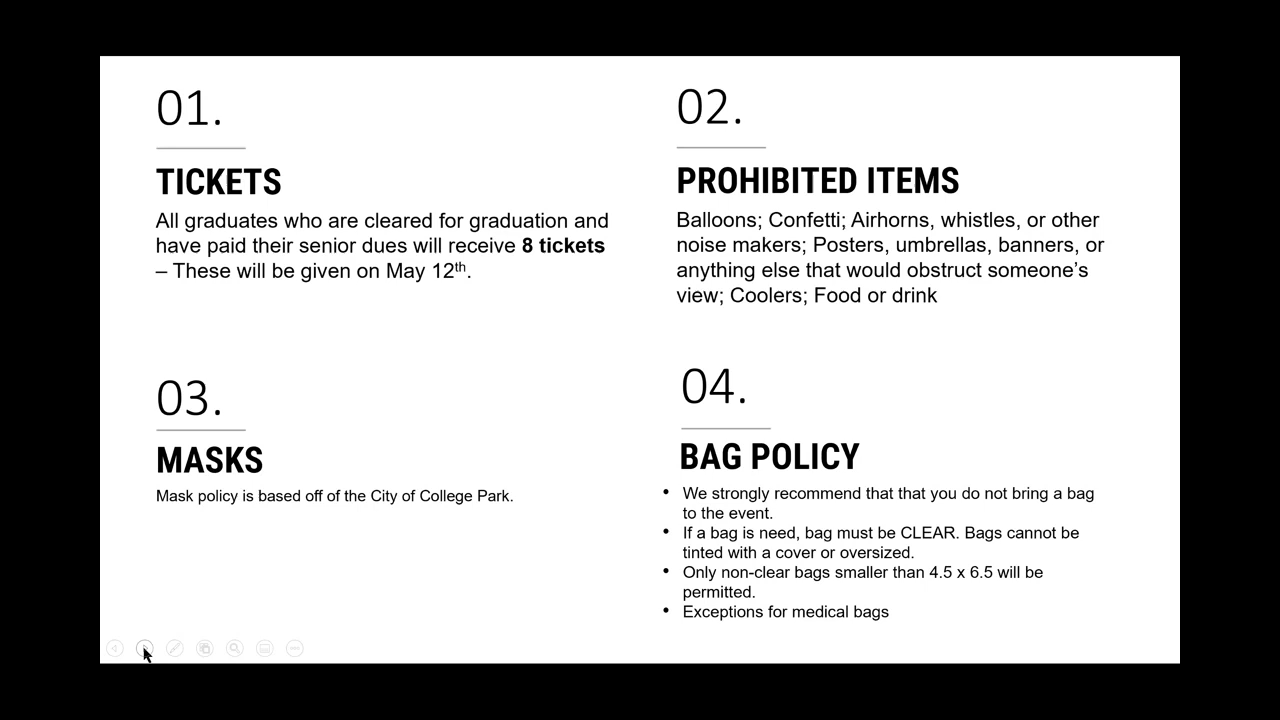 01.
TICKETS
All graduates who are cleared for graduation and
have paid their senior dues will receive 8 tickets
– These will be given on May 12th.
02.
PROHIBITED ITEMS
Balloons; Confetti; Airhorns, whistles, or other
noise makers; Posters, umbrellas, banners, or
anything else that would obstruct someone’s
view; Coolers; Food or drink
03.
MASKS
Mask policy is based off of the City of College Park.
04.
BAG POLICY
• We strongly recommend that that you do not bring a bag
to the event.
• If a bag is need, bag must be CLEAR. Bags cannot be
tinted with a cover or oversized.
• Only non-clear bags smaller than 4.5 x 6.5 will be
permitted.
• Exceptions for medical bags